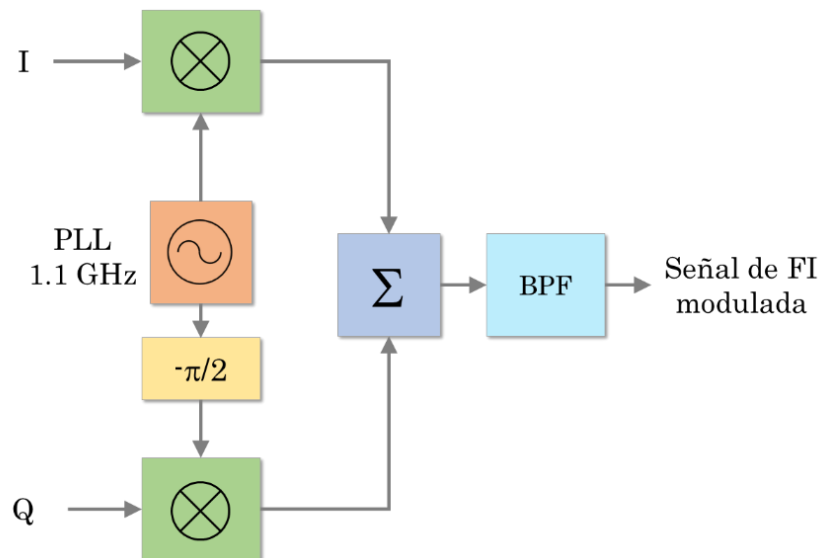 I
PLL
1.1 GHz
-π/2
Q
Σ
BPF
Señal de FI
modulada